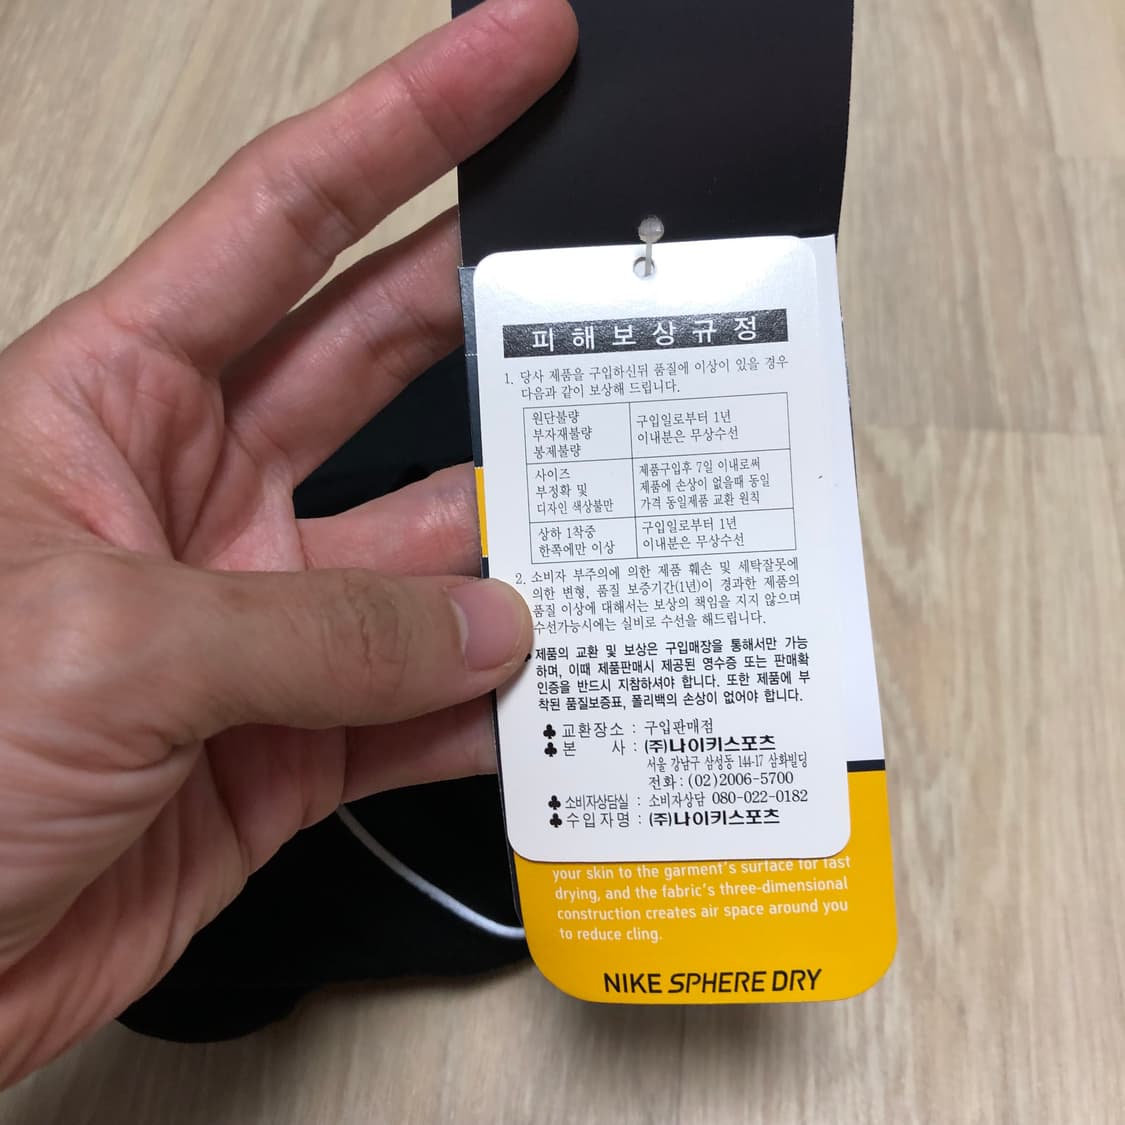 피해보상규정
1. 당사 제품을 구입하신뒤 품질에 이상이 있을 경우
다음과 같이 보상해 드립니다.
원단불량
부자재불량
봉제불량
구입일로부터 1년
이내분은 무상수선
사이즈
부정확 및
디자인 색상불만
제품구입후 7일 이내로써
제품에 손상이 없을때 동일
가격 동일제품 교환 원칙
상하 1착중
한쪽에만 이상
구입일로부터 1년
이내분은 무상수선
2. 소비자 부주의에 의한 제품 훼손 및 세탁잘못에
의한 변형, 품질 보증기간(1년)이 경과한 제품의
품질 이상에 대해서는 보상의 책임을 지지 않으며
수선가능시에는 실비로 수선을 해드립니다.
제품의 교환 및 보상은 구입매장을 통해서만 가능
하며, 이때 제품판매시 제공된 영수증 또는 판매확
인증을 반드시 지참하셔야 합니다. 또한 제품에 부
착된 품질보증표, 폴리백의 손상이 없어야 합니다.
♣ 교환장소 : 구입판매점
♣ 본 사 : (주)나이키스포츠
서울 강남구 삼성동 144-17 삼화빌딩
전화 : (02)2006-5700
♣ 소비자상담실 : 소비자상담 080-022-0182
♣ 수입자명 : (주)나이키스포츠
your skin to the garment's surface for fast
drying, and the fabric's three-dimensional
construction creates air space around you
to reduce cling.
NIKE SPHERE DRY